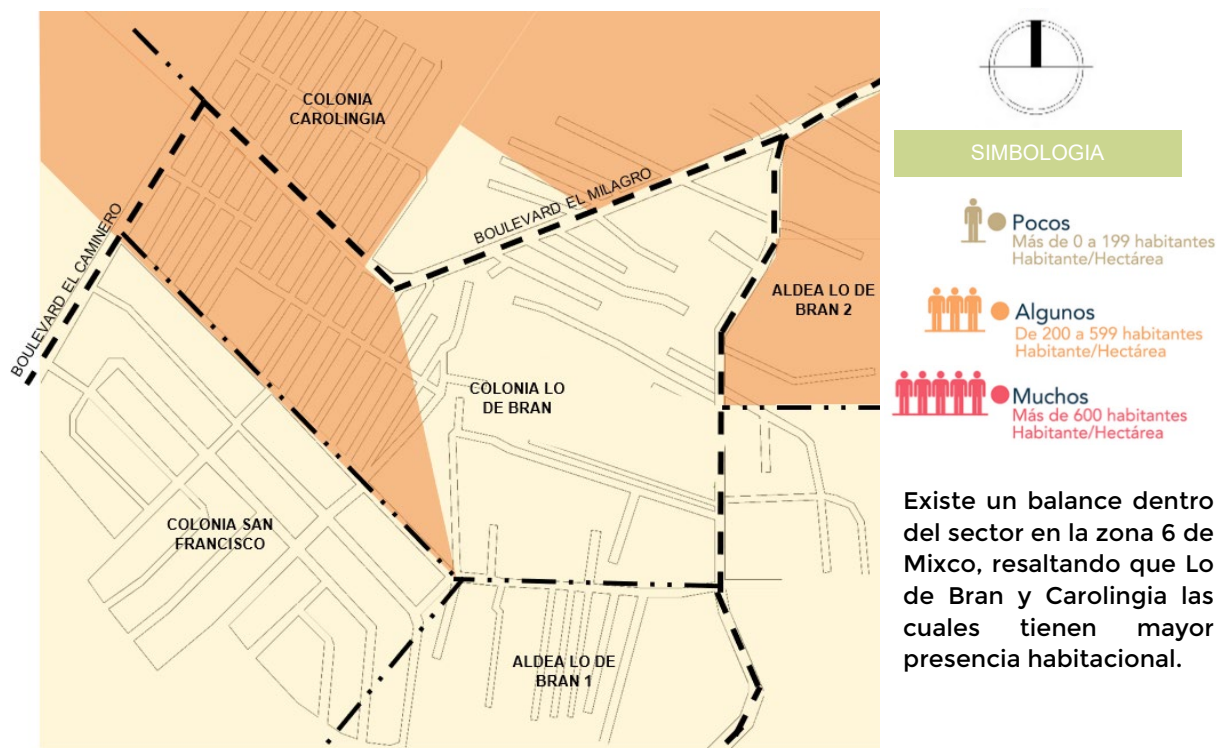 COLONIA
CAROLINGIA
BOULEVARD EL MILAGRO
BOULEVARD EL CAMINERO
ALDEA LO DE
BRAN 2
COLONIA LO
DE BRAN
COLONIA SAN
FRANCISCO
ALDEA LO DE
BRAN 1
SIMBOLOGIA
Pocos
Más de 0 a 199 habitantes
Habitante/Hectárea
Algunos
De 200 a 599 habitantes
Habitante/Hectárea
Muchos
Más de 600 habitantes
Habitante/Hectárea
Existe un balance dentro
del sector en la zona 6 de
Mixco, resaltando que Lo
de Bran y Carolingia las
cuales tienen mayor
presencia habitacional.